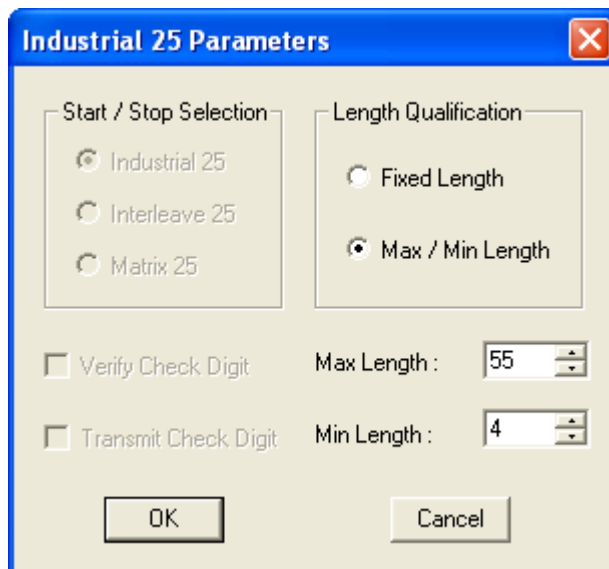 Industrial 25 Parameters
Start / Stop Selection
Industrial 25
Interleave 25
Matrix 25
Length Qualification
Fixed Length
Max / Min Length
Verify Check Digit
Transmit Check Digit
Max Length : 55
Min Length : 4
OK
Cancel